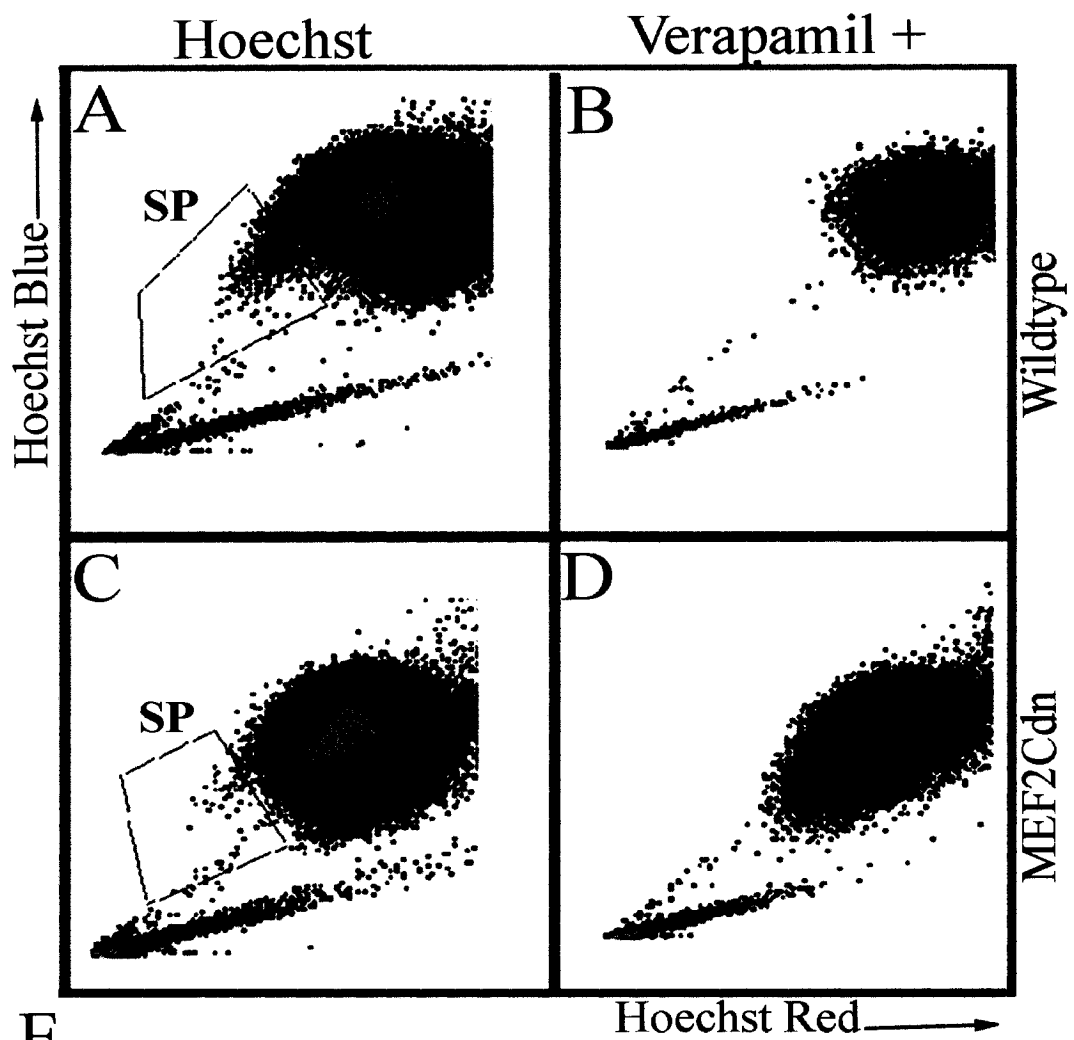 Hoechst
Verapamil +
A
B
SP
Hoechst Blue
Wildtype
C
D
SP
MEF2Cdn
Hoechst Red